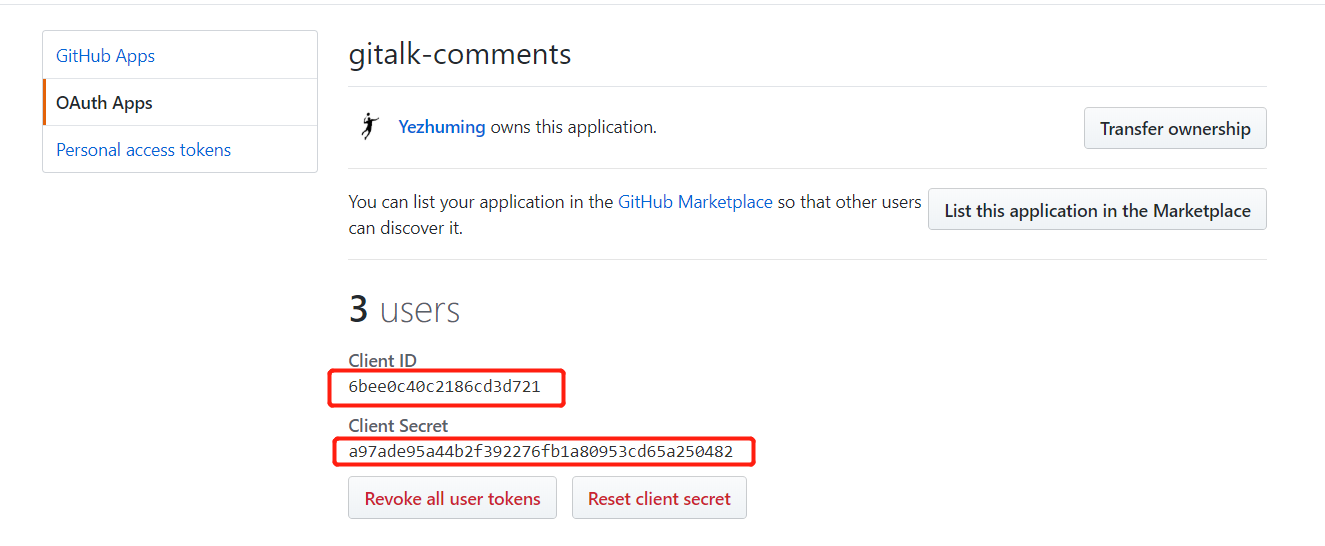 GitHub Apps
OAuth Apps
Personal access tokens
gitalk-comments
Yezhuming owns this application.
Transfer ownership
You can list your application in the GitHub Marketplace so that other users
can discover it.
List this application in the Marketplace
3 users
Client ID
6bee0c40c2186cd3d721
Client Secret
a97ade95a44b2f392276fb1a80953cd65a250482
Revoke all user tokens
Reset client secret